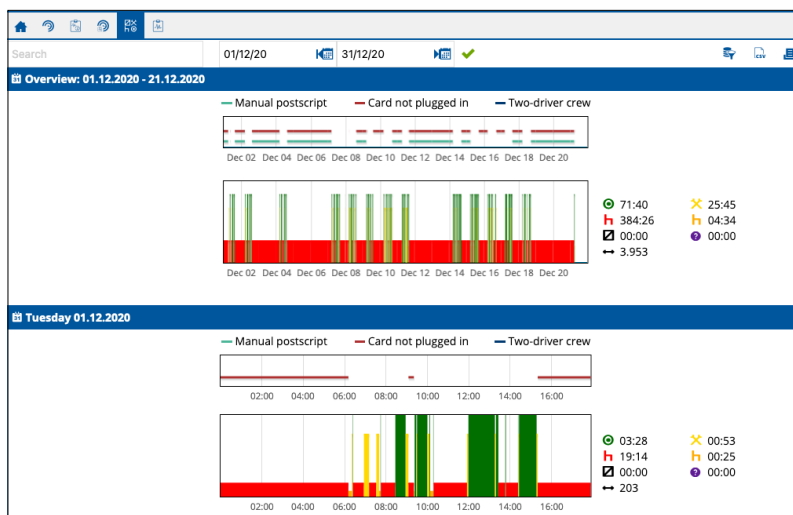 Search 01/12/20 31/12/20 CSV
Overview: 01.12.2020 - 21.12.2020
Manual postscript Card not plugged in Two-driver crew
Dec 02 Dec 04 Dec 06 Dec 08 Dec 10 Dec 12 Dec 14 Dec 16 Dec 18 Dec 20
71:40 25:45
384:26 04:34
00:00 ? 00:00
3.953
Dec 02 Dec 04 Dec 06 Dec 08 Dec 10 Dec 12 Dec 14 Dec 16 Dec 18 Dec 20
Tuesday 01.12.2020
Manual postscript Card not plugged in Two-driver crew
02:00 04:00 06:00 08:00 10:00 12:00 14:00 16:00
03:28 00:53
19:14 00:25
00:00 ? 00:00
203
02:00 04:00 06:00 08:00 10:00 12:00 14:00 16:00